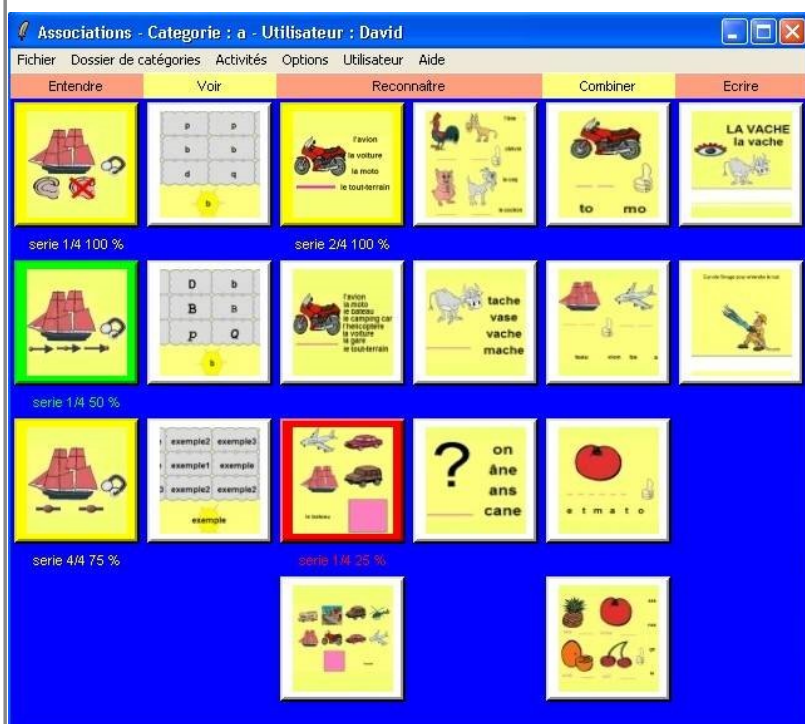 Associations - Categorie : a - Utilisateur : David
Fichier Dossier de catégories Activités Options Utilisateur Aide
Entendre Voir Reconnaître Combiner Ecrire
p p
b b
d q
b
l'avion
la voiture
la moto
le tout-terrain
to mo
LA VACHE
la vache
serie 1/4 100 %
serie 2/4 100 %
D b
B B
p Q
b
l'avion
la moto
le bateau
le camping car
l'hélicoptère
la voiture
la gare
le tout-terrain
tache
vase
vache
mache
serie 1/4 50 %
exemple2 exemple3
exemple1 exemple
exemple2 exemple2
exemple
le bateau
?
on
âne
ans
cane
e t m a t o
serie 4/4 75 %
serie 1/4 25 %